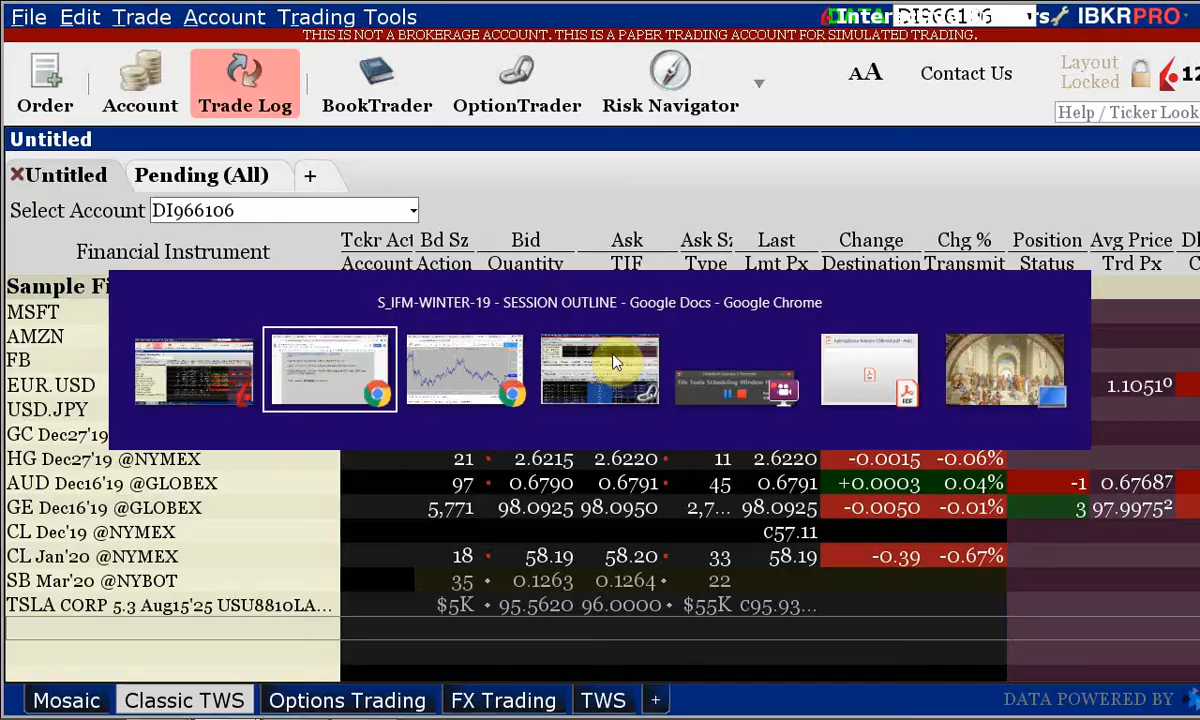 File Edit Trade Account Trading Tools
DATA
DI966106
IBKRPRO
THIS IS NOT A BROKERAGE ACCOUNT. THIS IS A PAPER TRADING ACCOUNT FOR SIMULATED TRADING.
Order Account Trade Log BookTrader OptionTrader Risk Navigator AA Contact Us
Layout Locked
Help / Ticker Look
Untitled
Untitled Pending (All) +
Select Account DI966106
Financial Instrument
Tckr Act Bd Sz Bid Ask Ask Sz Last Change Chg % Position Avg Price
Account Action Quantity TIF Type Lmt Px Destination Transmit Status Trd Px
Sample Fi
S_IFM-WINTER-19 - SESSION OUTLINE - Google Docs - Google Chrome
MSFT
AMZN
FB
EUR.USD 1.1051⁰
USD.JPY
GC Dec27'19
HG Dec27'19 @NYMEX 21 2.6215 2.6220 11 2.6220 -0.0015 -0.06%
AUD Dec16'19 @GLOBEX 97 0.6790 0.6791 45 0.6791 +0.0003 0.04% -1 0.67687
GE Dec16'19 @GLOBEX 5,771 98.0925 98.0950 2,7... 98.0925 -0.0050 -0.01% 3 97.9975²
CL Dec'19 @NYMEX c57.11
CL Jan'20 @NYMEX 18 58.19 58.20 33 58.19 -0.39 -0.67%
SB Mar'20 @NYBOT 35 0.1263 0.1264 22
TSLA CORP 5.3 Aug15'25 USU8810LA... $5K 95.5620 96.0000 $55K c95.93...
Mosaic Classic TWS Options Trading FX Trading TWS + DATA POWERED BY